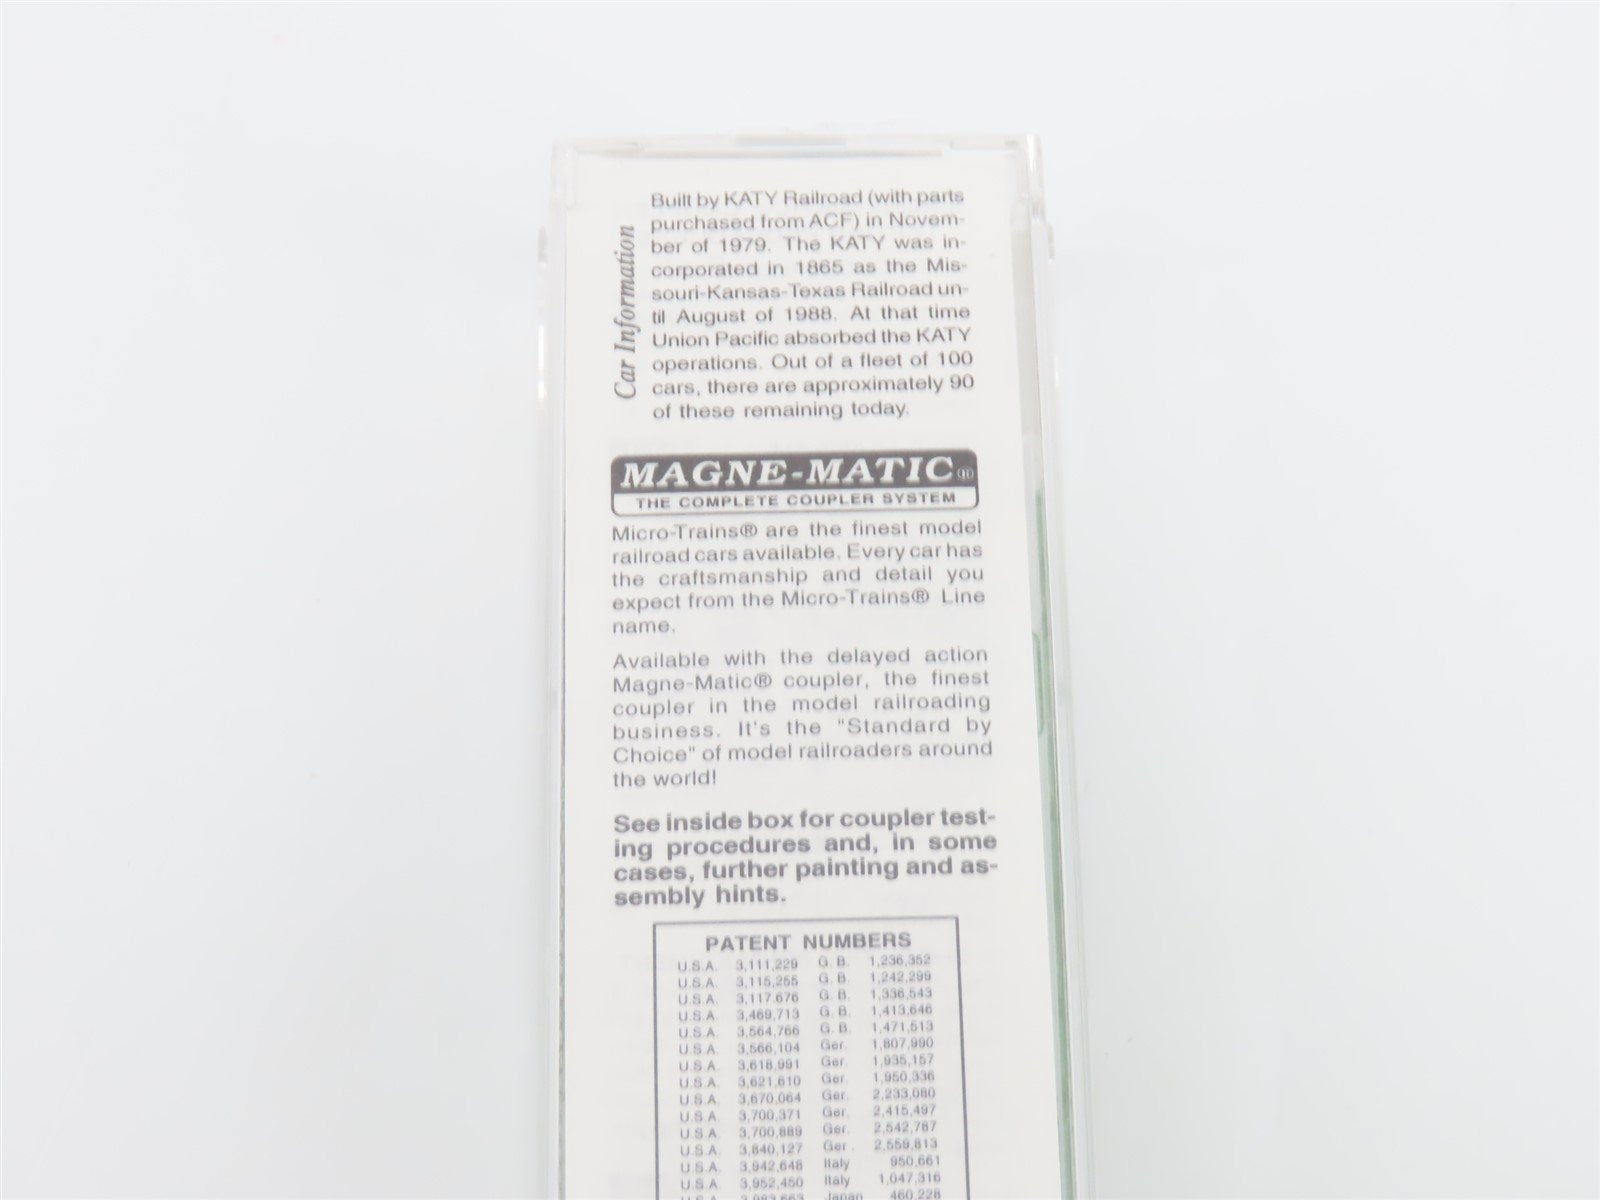 Car Information
Built by KATY Railroad (with parts
purchased from ACF) in Novem-
ber of 1979. The KATY was in-
corporated in 1865 as the Mis-
souri-Kansas-Texas Railroad un-
til August of 1988. At that time
Union Pacific absorbed the KATY
operations. Out of a fleet of 100
cars, there are approximately 90
of these remaining today.
MAGNE-MATIC®
THE COMPLETE COUPLER SYSTEM
Micro-Trains® are the finest model
railroad cars available. Every car has
the craftsmanship and detail you
expect from the Micro-Trains® Line
name.
Available with the delayed action
Magne-Matic® coupler, the finest
coupler in the model railroading
business. It's the "Standard by
Choice" of model railroaders around
the world!
See inside box for coupler test-
ing procedures and, in some
cases, further painting and as-
sembly hints.
PATENT NUMBERS
U.S.A. 3,111,229 G.B. 1,236,352
U.S.A. 3,115,255 G.B. 1,242,299
U.S.A. 3,117,676 G.B. 1,336,543
U.S.A. 3,469,713 G.B. 1,413,646
U.S.A. 3,564,766 G.B. 1,471,513
U.S.A. 3,566,104 Ger. 1,807,990
U.S.A. 3,618,991 Ger. 1,935,157
U.S.A. 3,621,610 Ger. 1,950,336
U.S.A. 3,670,064 Ger. 2,233,080
U.S.A. 3,700,371 Ger. 2,415,497
U.S.A. 3,700,889 Ger. 2,542,787
U.S.A. 3,840,127 Ger. 2,559,813
U.S.A. 3,942,648 Italy 950,661
U.S.A. 3,952,450 Italy 1,047,316
U.S.A. 3,983,663 Japan 460,228